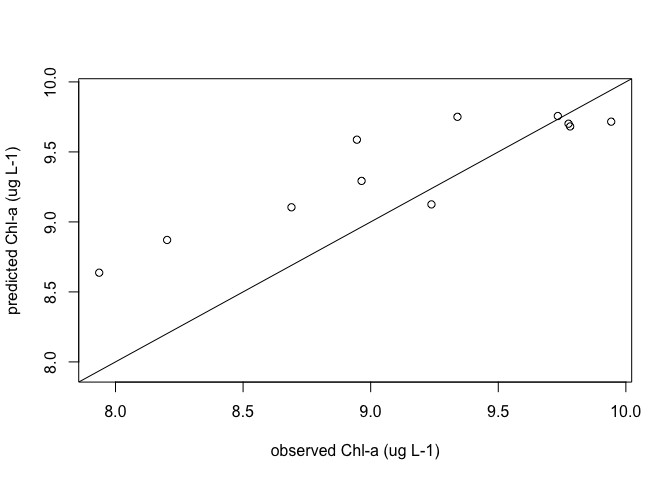 predicted Chl-a (ug L-1)
10.0
9.5
9.0
8.5
8.0
8.0 8.5 9.0 9.5 10.0
observed Chl-a (ug L-1)